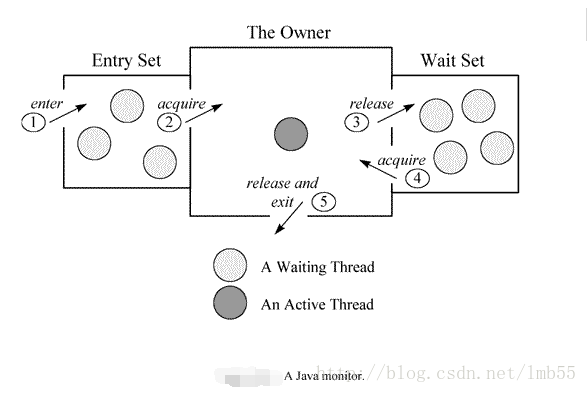 The Owner
Entry Set
Wait Set
enter
1
acquire
2
release
3
acquire
4
release and
exit
5
A Waiting Thread
An Active Thread
A Java monitor.
http://blog.csdn.net/lmb55